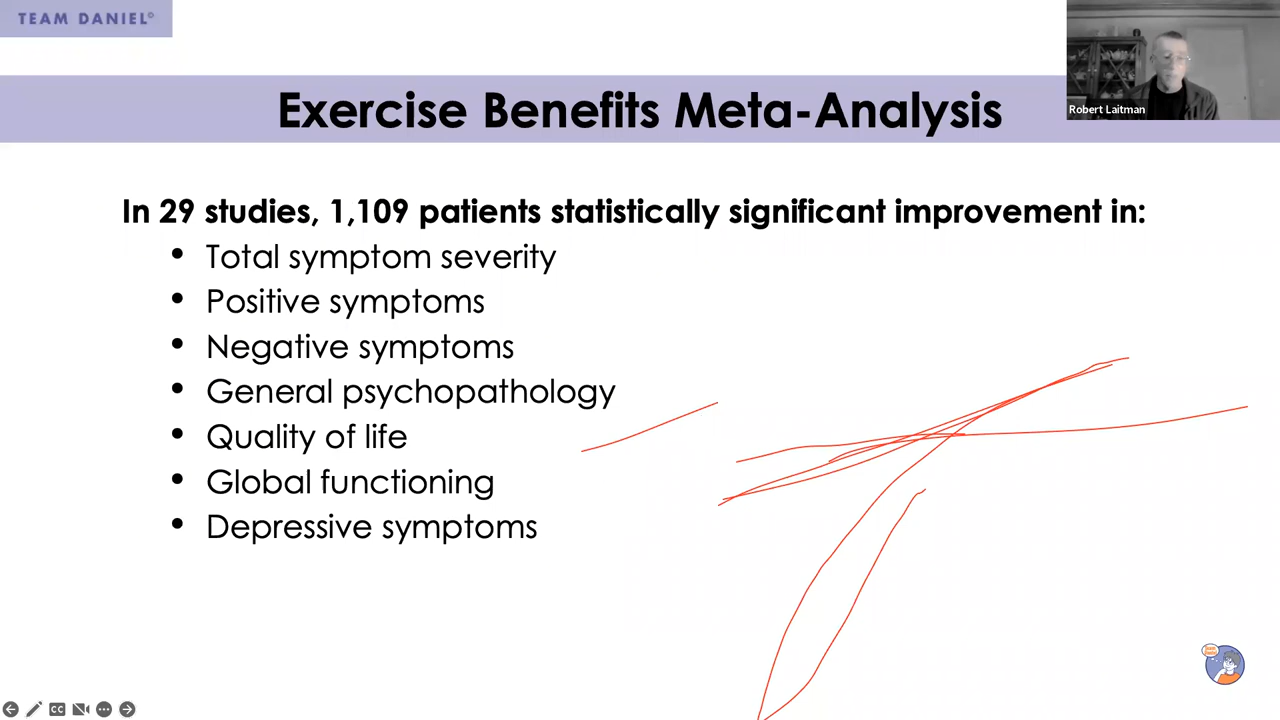 TEAM DANIEL©
Robert Laitman
Exercise Benefits Meta-Analysis
In 29 studies, 1,109 patients statistically significant improvement in:
• Total symptom severity
• Positive symptoms
• Negative symptoms
• General psychopathology
• Quality of life
• Global functioning
• Depressive symptoms
CC